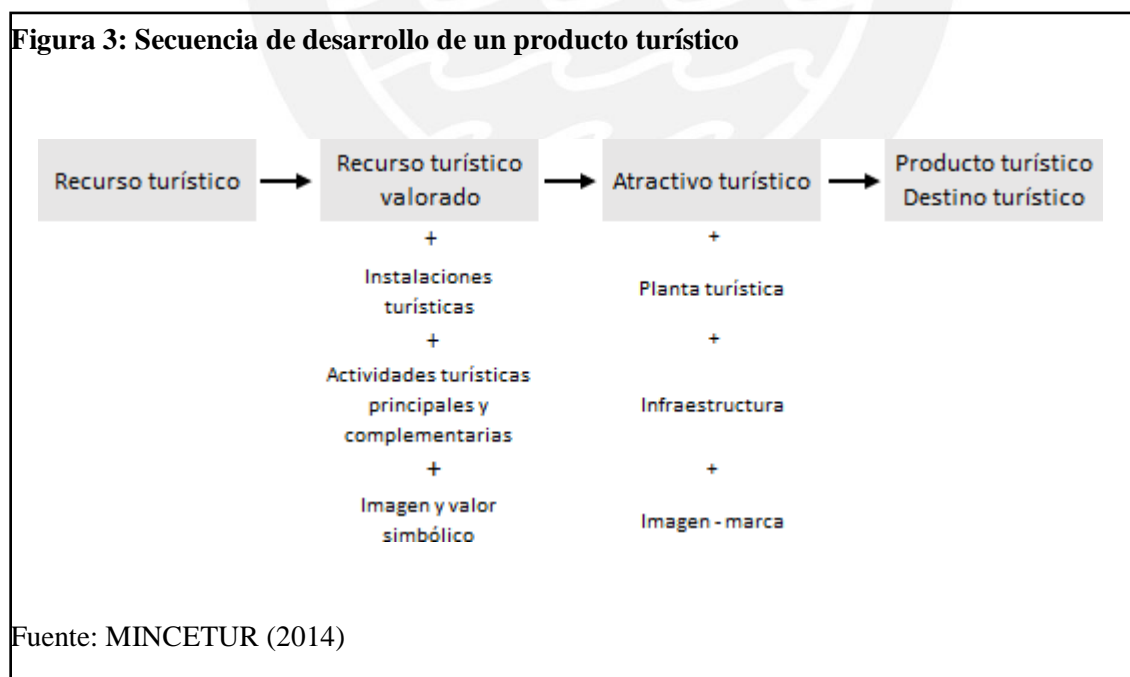 Figura 3: Secuencia de desarrollo de un producto turístico
Recurso turístico
Recurso turístico
valorado
+
Instalaciones
turísticas
+
Actividades turísticas
principales y
complementarias
+
Imagen y valor
simbólico
Atractivo turístico
+
Planta turística
+
Infraestructura
+
Imagen - marca
Producto turístico
Destino turístico
Fuente: MINCETUR (2014)